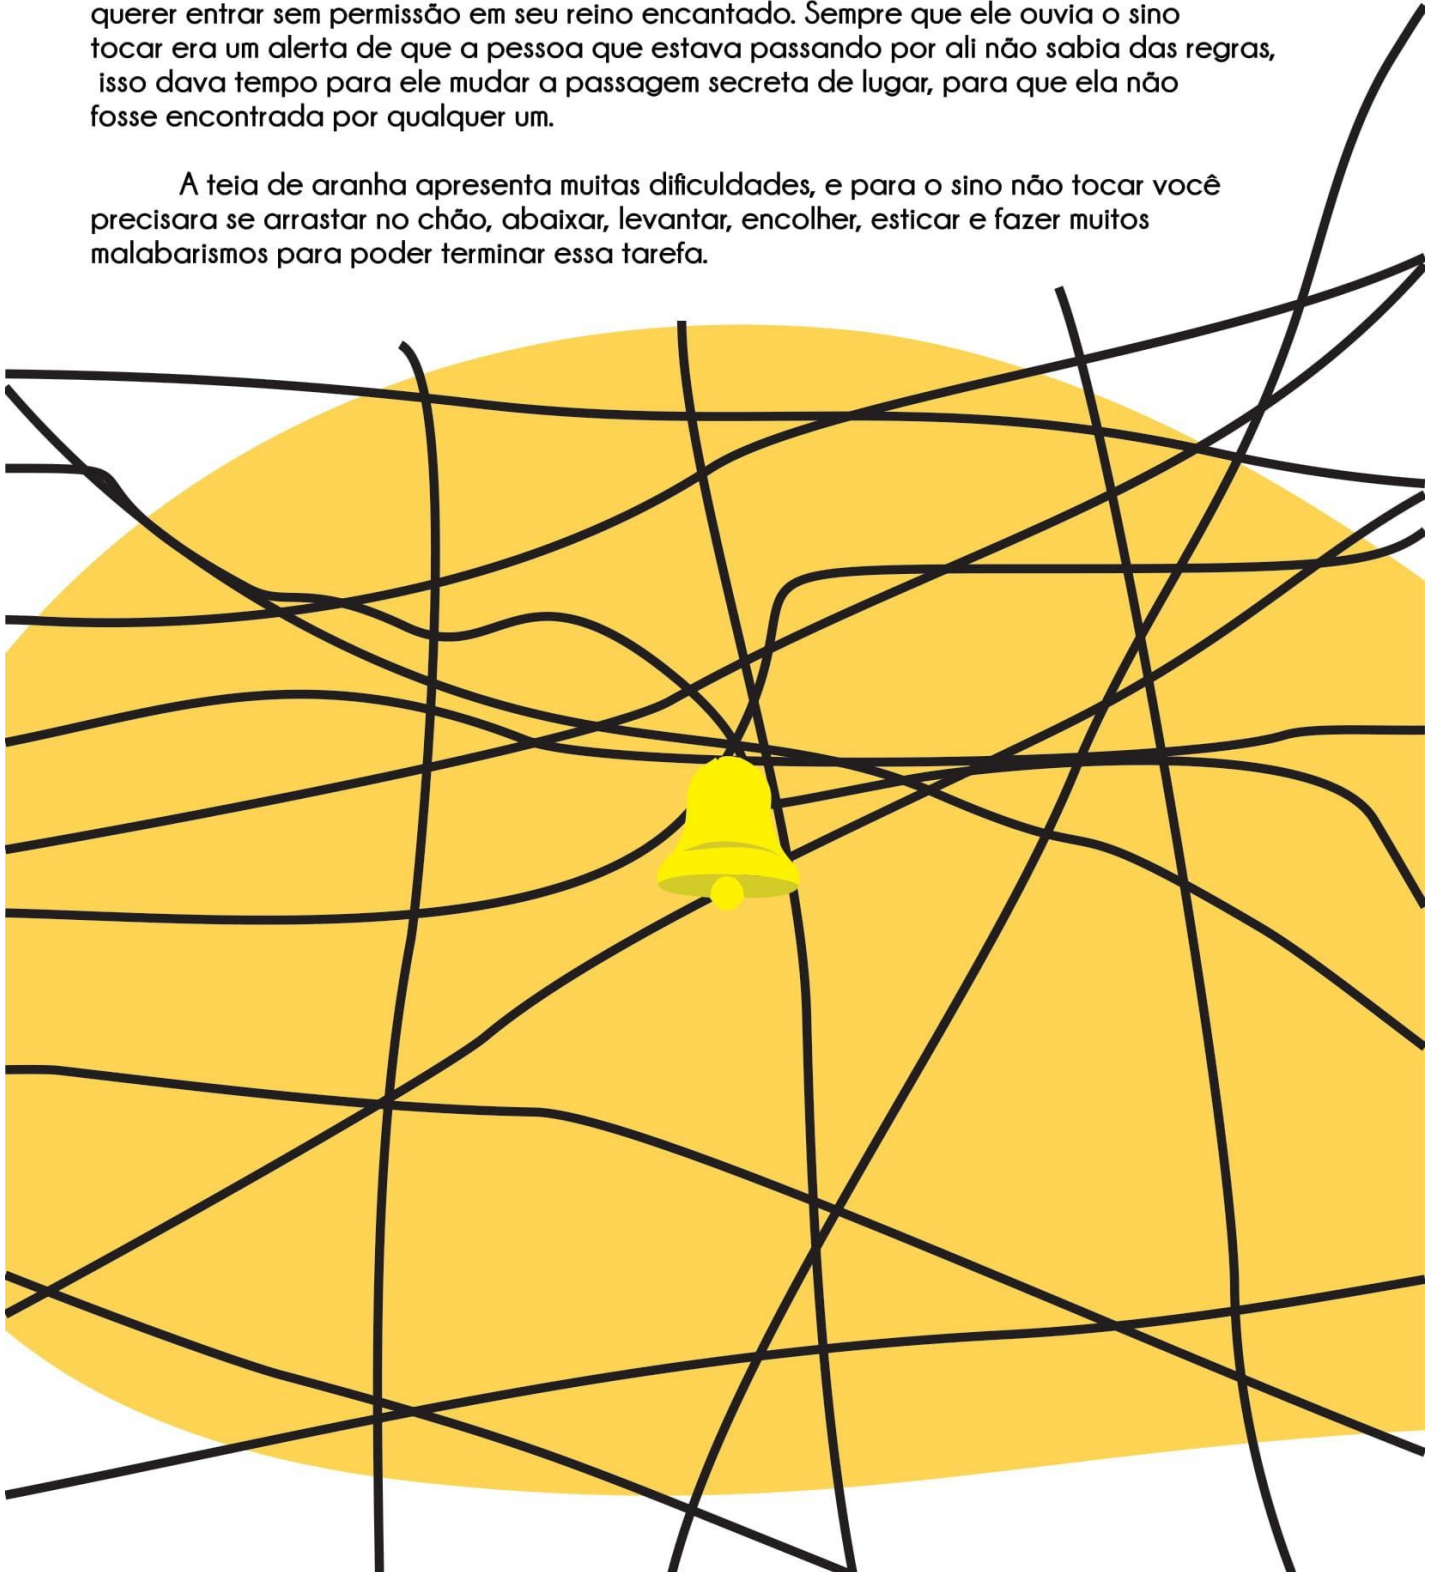 querer entrar sem permissão em seu reino encantado. Sempre que ele ouvia o sino
tocar era um alerta de que a pessoa que estava passando por ali não sabia das regras,
isso dava tempo para ele mudar a passagem secreta de lugar, para que ela não
fosse encontrada por qualquer um.
A teia de aranha apresenta muitas dificuldades, e para o sino não tocar você
precisara se arrastar no chão, abaixar, levantar, encolher, esticar e fazer muitos
malabarismos para poder terminar essa tarefa.